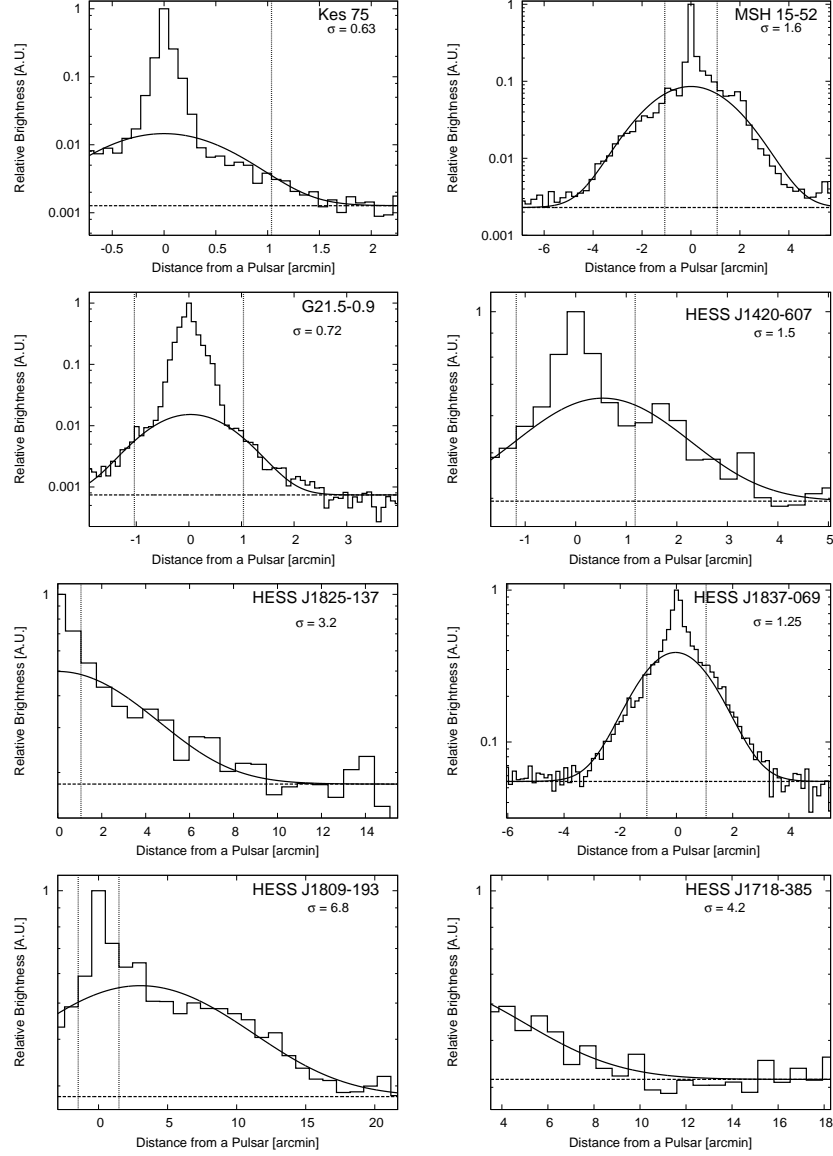 Kes 75
σ = 0.63
Relative Brightness [A.U.]
1
0.1
0.01
0.001
-0.5 0 0.5 1 1.5 2
Distance from a Pulsar [arcmin]
MSH 15-52
σ = 1.6
Relative Brightness [A.U.]
1
0.1
0.01
0.001
-6 -4 -2 0 2 4
Distance from a Pulsar [arcmin]
G21.5-0.9
σ = 0.72
Relative Brightness [A.U.]
1
0.1
0.01
0.001
-1 0 1 2 3
Distance from a Pulsar [arcmin]
HESS J1420-607
σ = 1.5
Relative Brightness [A.U.]
1
-1 0 1 2 3 4 5
Distance from a Pulsar [arcmin]
HESS J1825-137
σ = 3.2
Relative Brightness [A.U.]
0 2 4 6 8 10 12 14
Distance from a Pulsar [arcmin]
HESS J1837-069
σ = 1.25
Relative Brightness [A.U.]
1
0.1
-6 -4 -2 0 2 4
Distance from a Pulsar [arcmin]
HESS J1809-193
σ = 6.8
Relative Brightness [A.U.]
1
0 5 10 15 20
Distance from a Pulsar [arcmin]
HESS J1718-385
σ = 4.2
Relative Brightness [A.U.]
1
4 6 8 10 12 14 16 18
Distance from a Pulsar [arcmin]